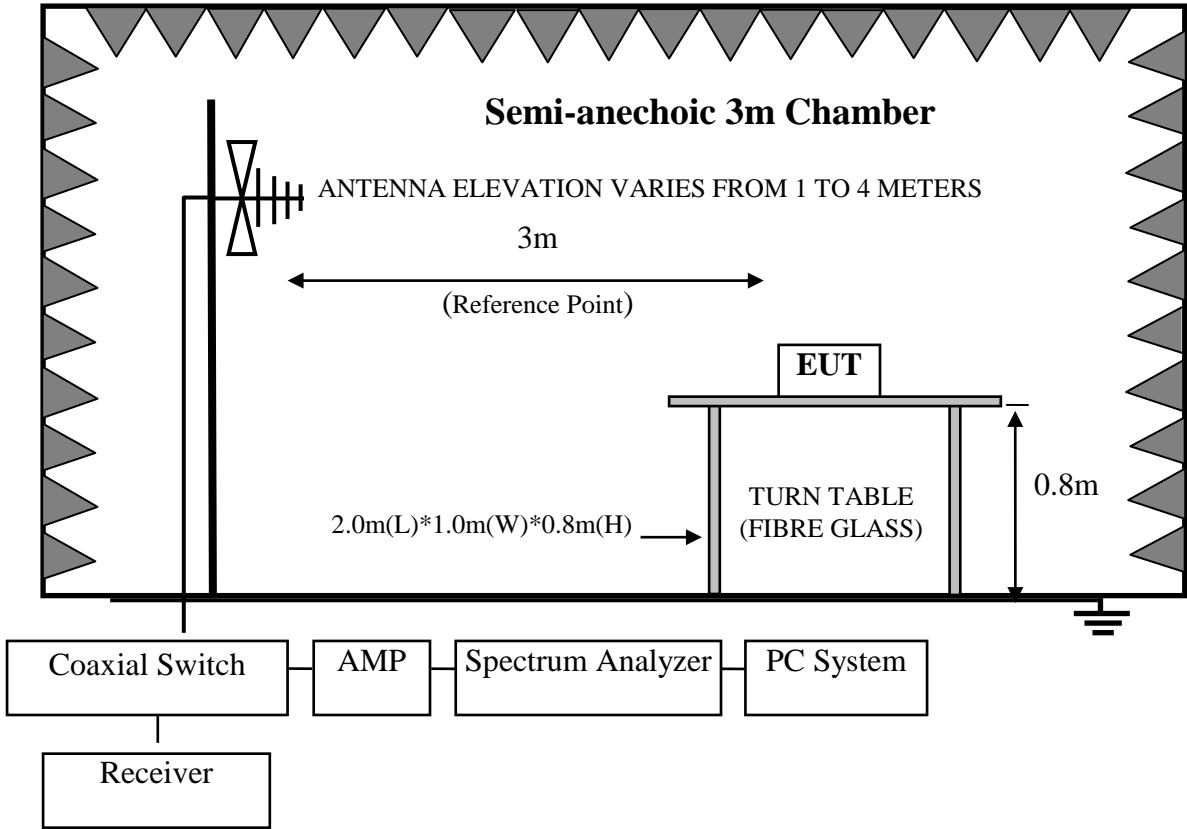 Semi-anechoic 3m Chamber
ANTENNA ELEVATION VARIES FROM 1 TO 4 METERS
3m
(Reference Point)
EUT
0.8m
TURN TABLE
(FIBRE GLASS)
2.0m(L)*1.0m(W)*0.8m(H)
Coaxial Switch
AMP
Spectrum Analyzer
PC System
Receiver